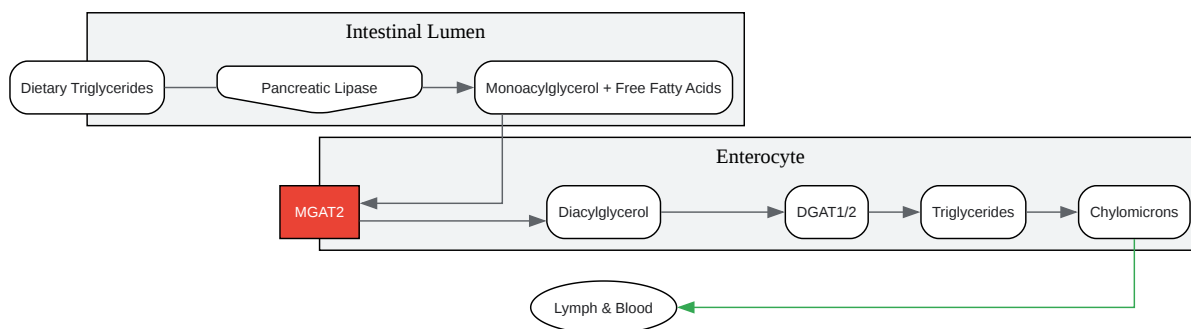 Intestinal Lumen
Dietary Triglycerides
Pancreatic Lipase
Monoacylglycerol + Free Fatty Acids
Enterocyte
MGAT2
Diacylglycerol
DGAT1/2
Triglycerides
Chylomicrons
Lymph & Blood